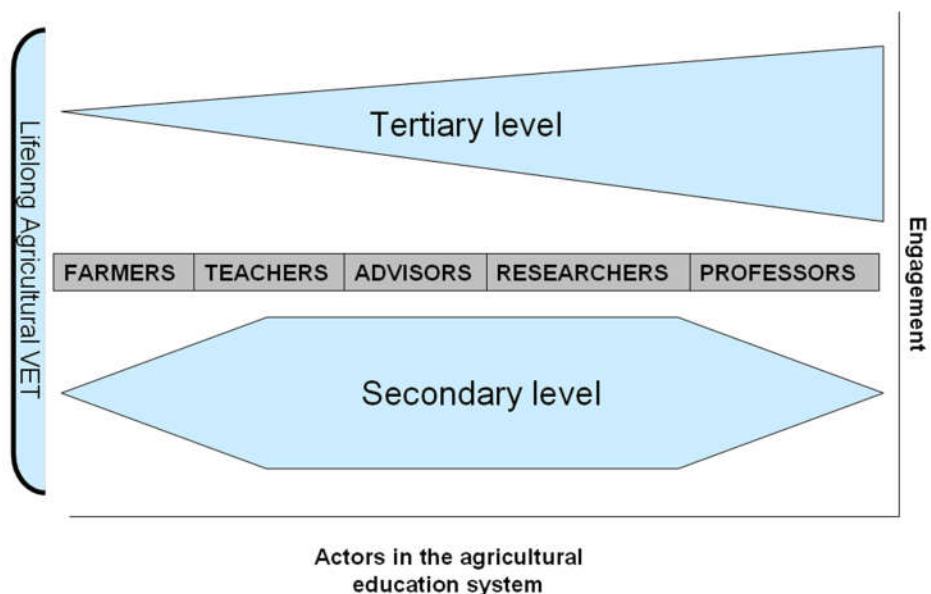 Lifelong Agricultural VET
Tertiary level
FARMERS TEACHERS ADVISORS RESEARCHERS PROFESSORS
Engagement
Secondary level
Actors in the agricultural
education system